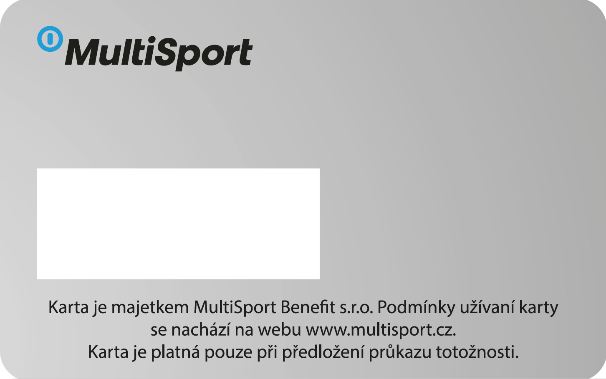 MultiSport
Karta je majetkem MultiSport Benefit s.r.o. Podmínky užívaní karty
se nachází na webu www.multisport.cz.
Karta je platná pouze při předložení průkazu totožnosti.